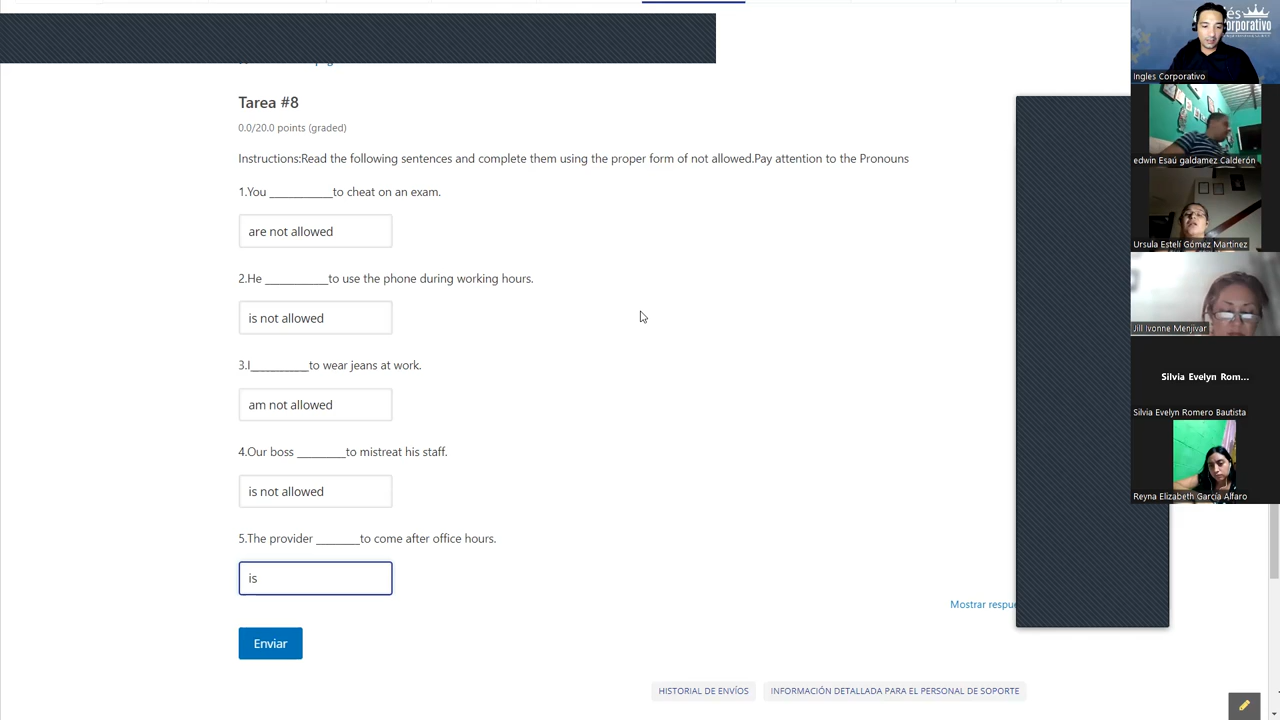 Tarea #8
0.0/20.0 points (graded)
Instructions:Read the following sentences and complete them using the proper form of not allowed.Pay attention to the Pronouns
1.You ___________to cheat on an exam.
are not allowed
2.He ___________to use the phone during working hours.
is not allowed
3.I__________to wear jeans at work.
am not allowed
4.Our boss ________to mistreat his staff.
is not allowed
5.The provider _______to come after office hours.
is
Mostrar
Enviar
HISTORIAL DE ENVÍOS
INFORMACIÓN DETALLADA PARA EL PERSONAL DE SOPORTE
Corporativo
Ingles Corporativo
edwin Esaú galdamez Calderón
Ursula Estelí Gómez Martinez
Jill Ivonne Menjivar
Silvia Evelyn Rom...
Silvia Evelyn Romero Bautista
Reyna Elizabeth García Alfaro